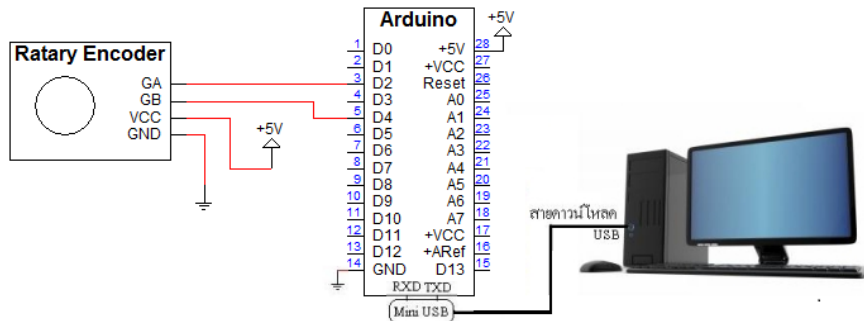 Ratary Encoder
GA
GB
VCC
GND
+5V
Arduino
1 D0 +5V 28
2 D1 +VCC 27
3 D2 Reset 26
4 D3 A0 25
5 D4 A1 24
6 D5 A2 23
7 D6 A3 22
8 D7 A4 21
9 D8 A5 20
10 D9 A6 19
11 D10 A7 18
12 D11 +VCC 17
13 D12 +ARef 16
14 GND D13 15
RXD TXD
Mini USB
+5V
สายดาวน์โหลด
USB